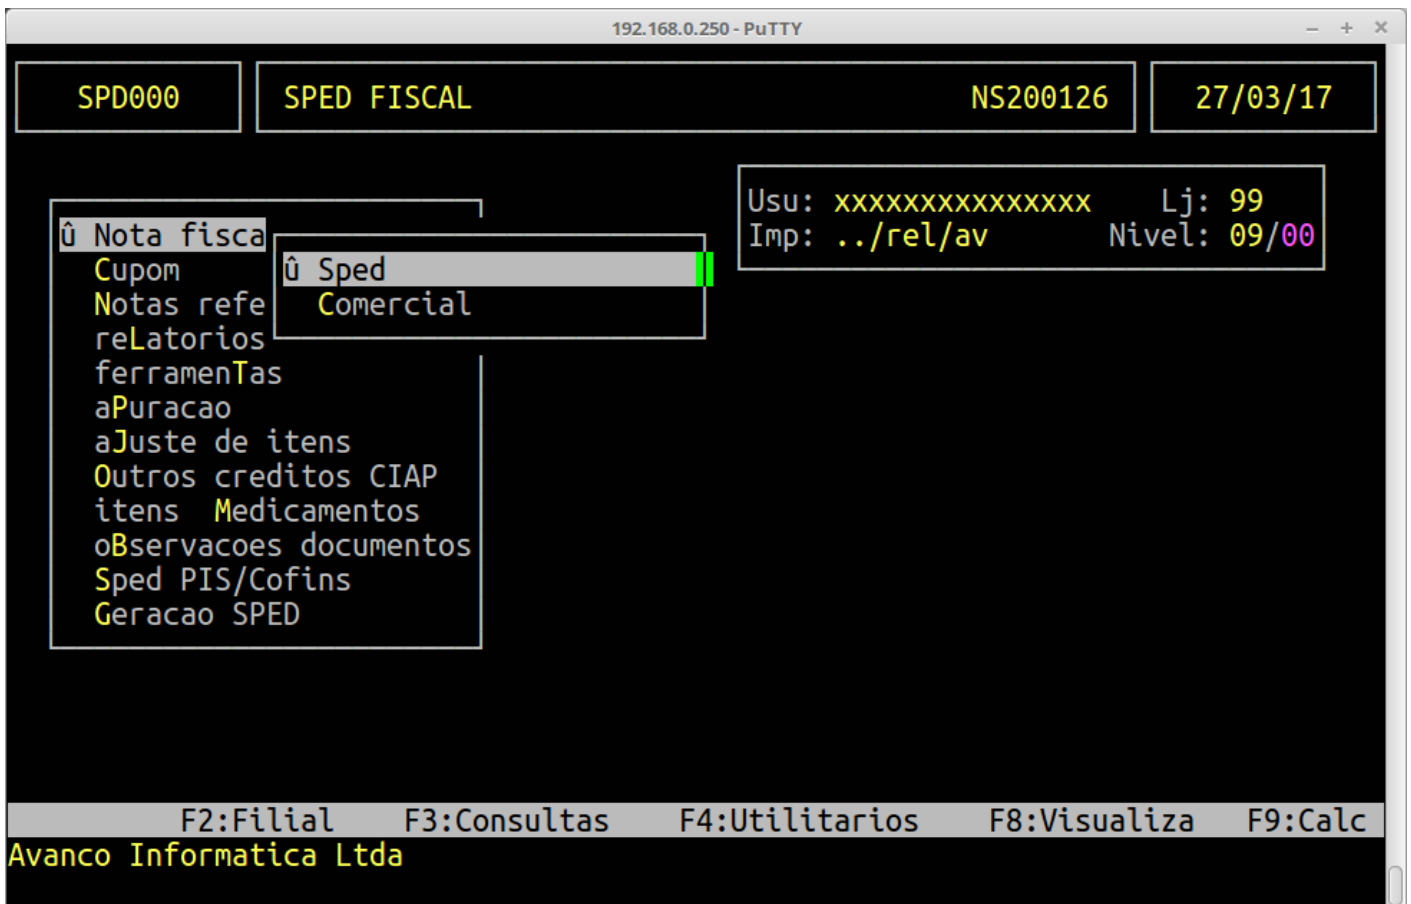 192.168.0.250 - PuTTY
SPD000 SPED FISCAL NS200126 27/03/17
Usu: xxxxxxxxxxxxxxx Lj: 99
Imp: ../rel/av Nivel: 09/00
û Nota fisca
Cupom
Notas refe
reLatorios
ferramenTas
aPuracao
aJuste de itens
Outros creditos CIAP
itens Medicamentos
oBservacoes documentos
Sped PIS/Cofins
Geracao SPED
û Sped
Comercial
F2:Filial F3:Consultas F4:Utilitarios F8:Visualiza F9:Calc
Avanco Informatica Ltda